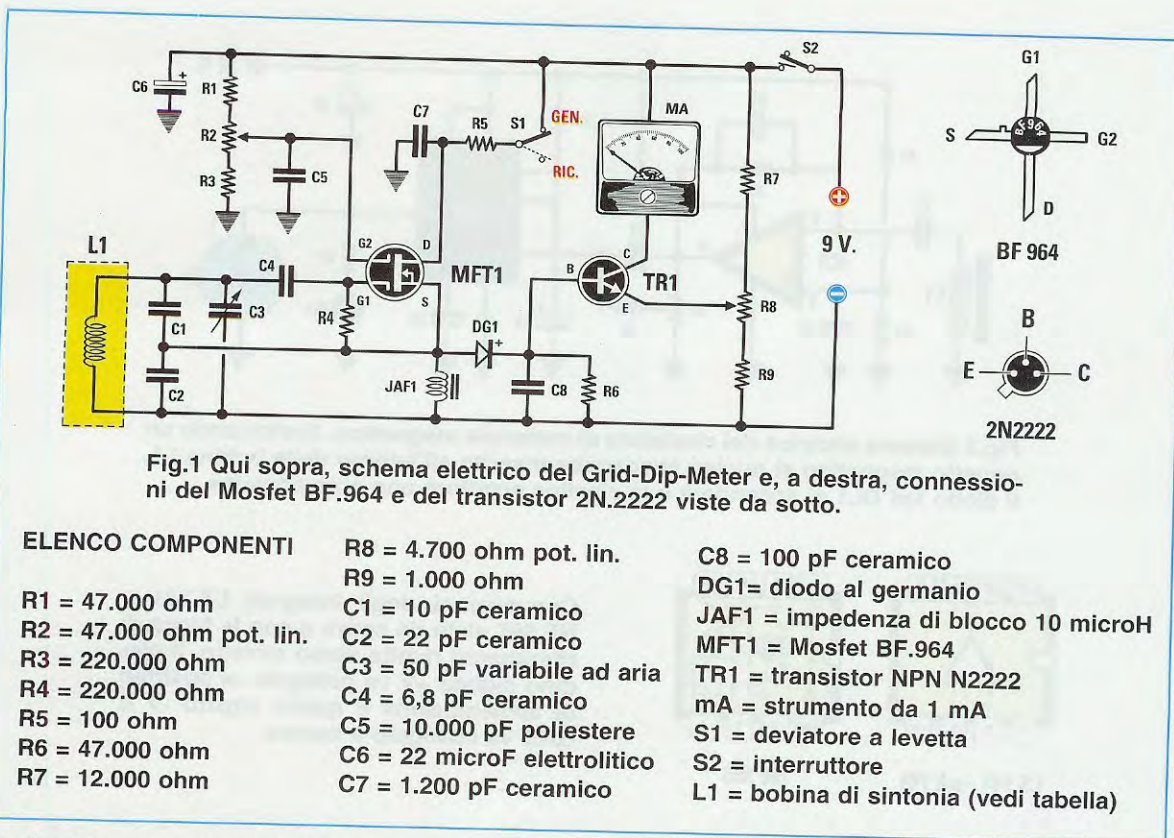 S2
G1
C6
+
R1
C7
R5
S1
GEN.
RIC.
MA
BF964
S
G2
R2
R3
C5
R7
+
D
L1
G2
D
C
9 V.
BF 964
C4
MFT1
B
TR1
C1
C3
R4
G1
S
DG1
+
E
R8
B
C2
JAF1
C8
R6
R9
E
C
2N2222
Fig.1 Qui sopra, schema elettrico del Grid-Dip-Meter e, a destra, connessio-
ni del Mosfet BF.964 e del transistor 2N.2222 viste da sotto.
ELENCO COMPONENTI
R1 = 47.000 ohm
R2 = 47.000 ohm pot. lin.
R3 = 220.000 ohm
R4 = 220.000 ohm
R5 = 100 ohm
R6 = 47.000 ohm
R7 = 12.000 ohm
R8 = 4.700 ohm pot. lin.
R9 = 1.000 ohm
C1 = 10 pF ceramico
C2 = 22 pF ceramico
C3 = 50 pF variabile ad aria
C4 = 6,8 pF ceramico
C5 = 10.000 pF poliestere
C6 = 22 microF elettrolitico
C7 = 1.200 pF ceramico
C8 = 100 pF ceramico
DG1= diodo al germanio
JAF1 = impedenza di blocco 10 microH
MFT1 = Mosfet BF.964
TR1 = transistor NPN N2222
mA = strumento da 1 mA
S1 = deviatore a levetta
S2 = interruttore
L1 = bobina di sintonia (vedi tabella)